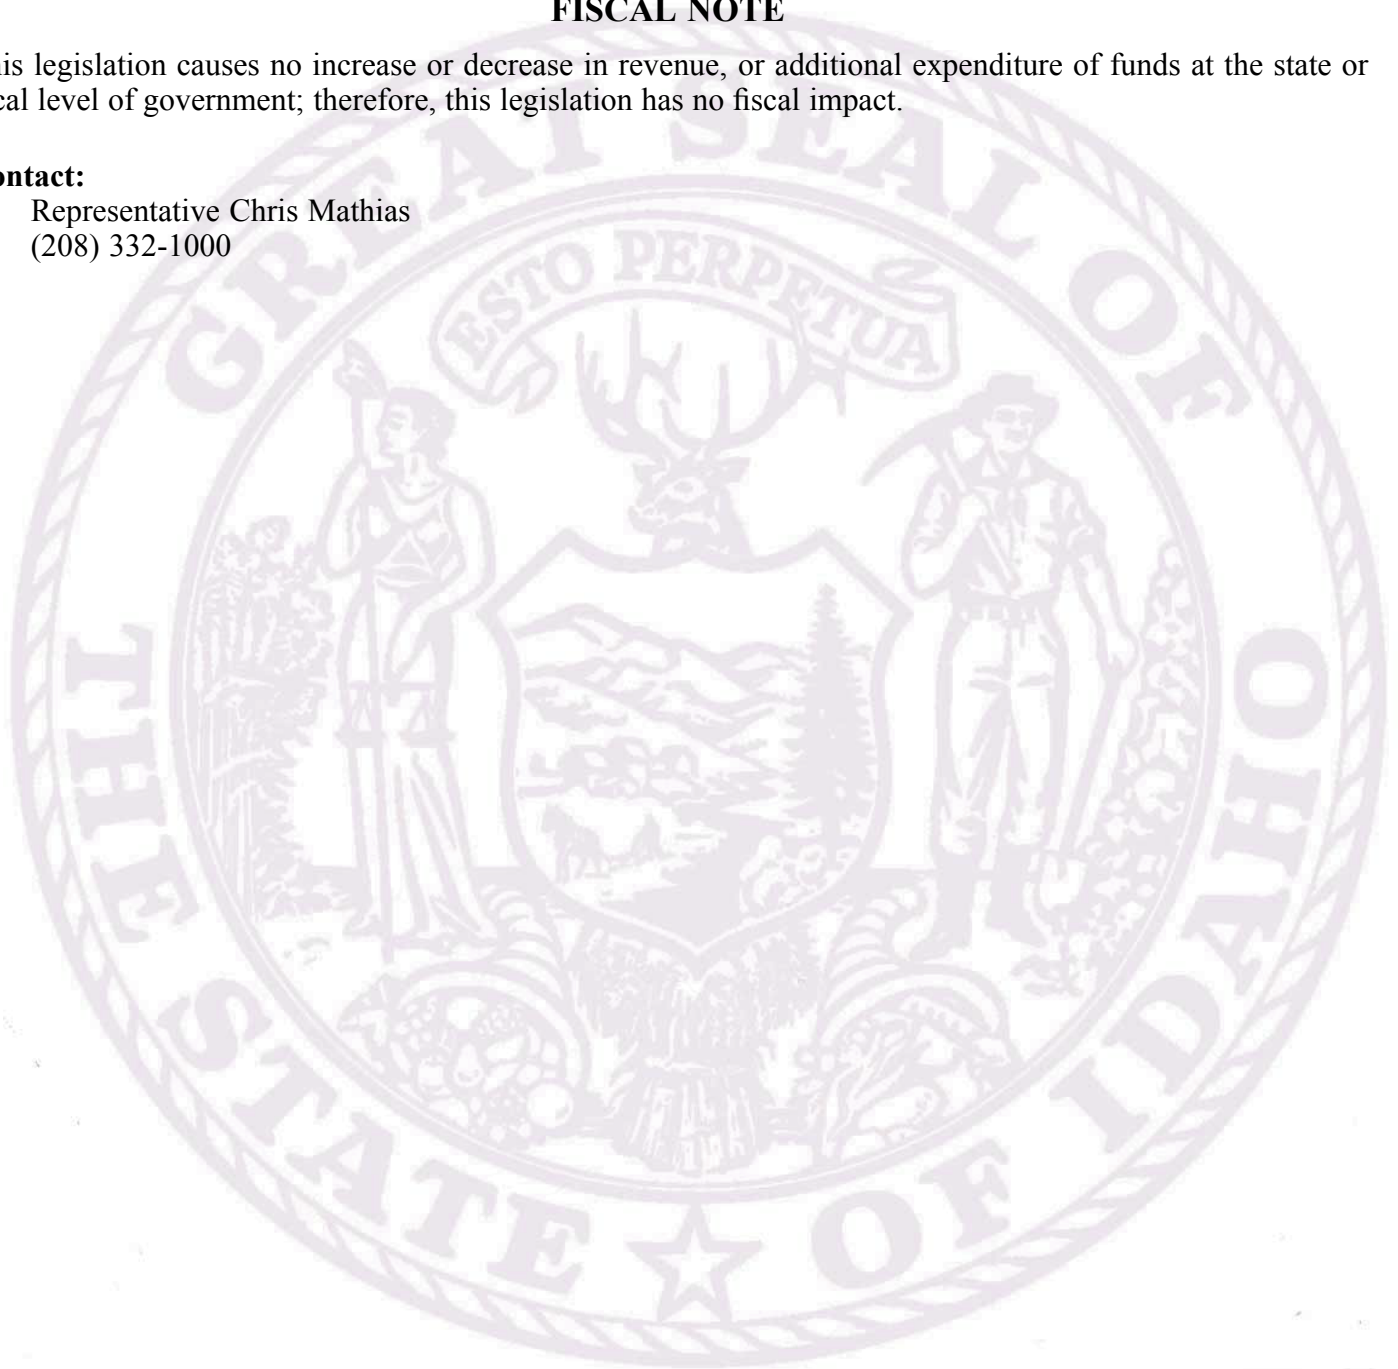 FISCAL NOTE
his legislation causes no increase or decrease in revenue, or additional expenditure of funds at the state or
cal level of government; therefore, this legislation has no fiscal impact.
ontact:
Representative Chris Mathias
(208) 332-1000
GREAT SEAL OF
THE STATE OF IDAHO
ESTO PERPETUA